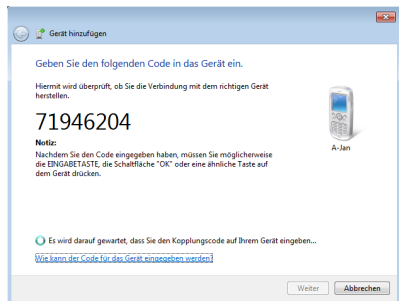 Gerät hinzufügen
Geben Sie den folgenden Code in das Gerät ein.
Hiermit wird überprüft, ob Sie die Verbindung mit dem richtigen Gerät
herstellen.
71946204
Notiz:
Nachdem Sie den Code eingegeben haben, müssen Sie möglicherweise
die EINGABETASTE, die Schaltfläche "OK" oder eine ähnliche Taste auf
dem Gerät drücken.
A-Jan
Es wird darauf gewartet, dass Sie den Kopplungscode auf Ihrem Gerät eingeben...
Wie kann der Code für das Gerät eingegeben werden?
Weiter
Abbrechen